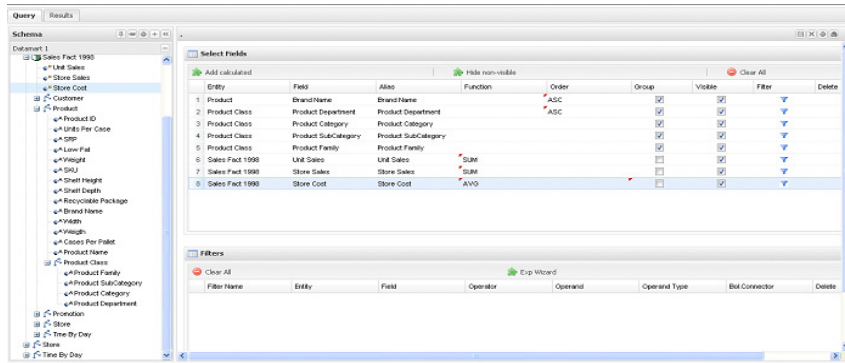 Query Results
Schema
Datamart 1
Sales Fact 1998
Unit Sales
Store Sales
Store Cost
Customer
Product
Product ID
Units Per Case
SRP
Low Fat
Weight
SKU
Shelf Height
Shelf Depth
Recyclable Package
Brand Name
Width
Weigth
Cases Per Pallet
Product Name
Product Class
Product Family
Product SubCategory
Product Category
Product Department
Promotion
Store
Time By Day
Store
Time By Day
Select Fields
Add calculated Hide non-visible Clear All
Entity Field Alias Function Order Group Visible Filter Delete
1 Product Brand Name Brand Name ASC
2 Product Class Product Department Product Department ASC
3 Product Class Product Category Product Category
4 Product Class Product SubCategory Product SubCategory
5 Product Class Product Family Product Family
6 Sales Fact 1998 Unit Sales Unit Sales SUM
7 Sales Fact 1998 Store Sales Store Sales SUM
8 Sales Fact 1998 Store Cost Store Cost AVG
Filters
Clear All Exp Wizard
Filter Name Entity Field Operator Operand Operand Type Bol.Connector Delete